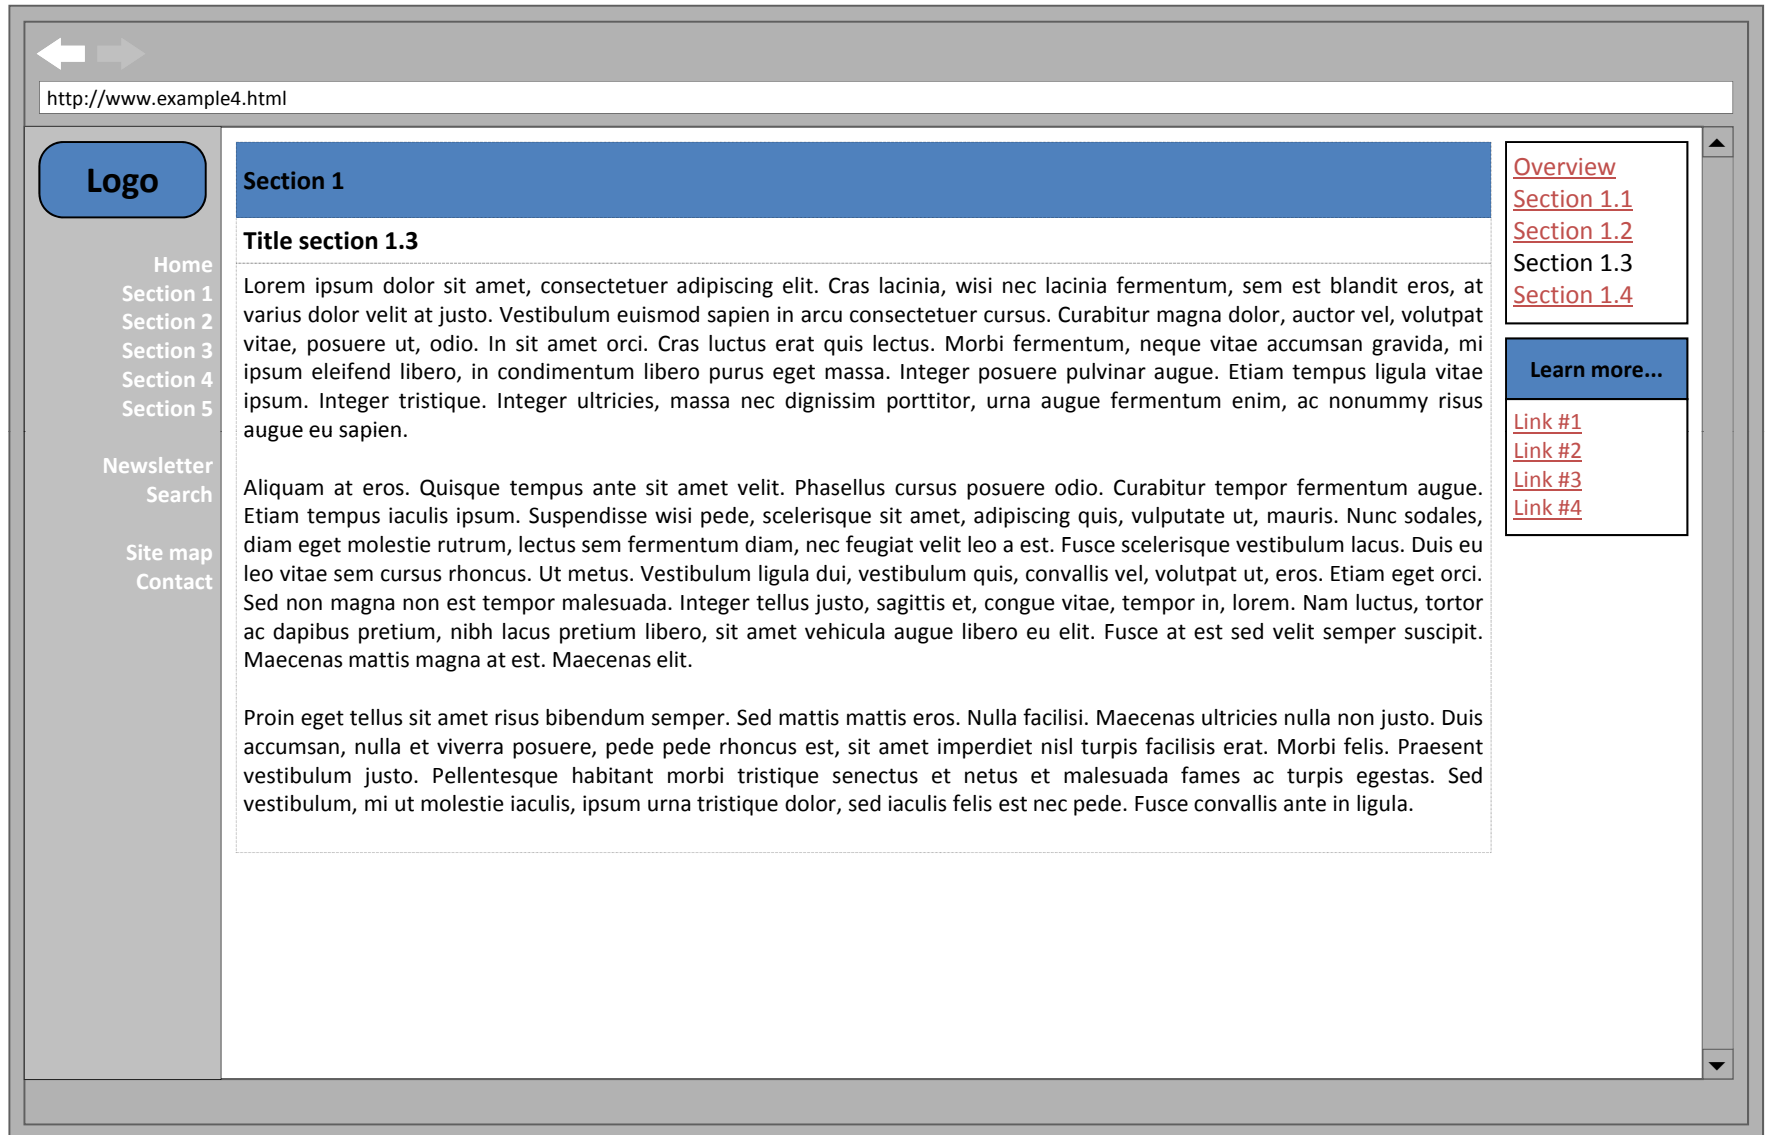 http://www.example4.html
Logo
Home
Section 1
Section 2
Section 3
Section 4
Section 5
Newsletter
Search
Site map
Contact
Section 1
Title section 1.3
Lorem ipsum dolor sit amet, consectetuer adipiscing elit. Cras lacinia, wisi nec lacinia fermentum, sem est blandit eros, at
varius dolor velit at justo. Vestibulum euismod sapien in arcu consectetuer cursus. Curabitur magna dolor, auctor vel, volutpat
vitae, posuere ut, odio. In sit amet orci. Cras luctus erat quis lectus. Morbi fermentum, neque vitae accumsan gravida, mi
ipsum eleifend libero, in condimentum libero purus eget massa. Integer posuere pulvinar augue. Etiam tempus ligula vitae
ipsum. Integer tristique. Integer ultricies, massa nec dignissim porttitor, urna augue fermentum enim, ac nonummy risus
augue eu sapien.
Aliquam at eros. Quisque tempus ante sit amet velit. Phasellus cursus posuere odio. Curabitur tempor fermentum augue.
Etiam tempus iaculis ipsum. Suspendisse wisi pede, scelerisque sit amet, adipiscing quis, vulputate ut, mauris. Nunc sodales,
diam eget molestie rutrum, lectus sem fermentum diam, nec feugiat velit leo a est. Fusce scelerisque vestibulum lacus. Duis eu
leo vitae sem cursus rhoncus. Ut metus. Vestibulum ligula dui, vestibulum quis, convallis vel, volutpat ut, eros. Etiam eget orci.
Sed non magna non est tempor malesuada. Integer tellus justo, sagittis et, congue vitae, tempor in, lorem. Nam luctus, tortor
ac dapibus pretium, nibh lacus pretium libero, sit amet vehicula augue libero eu elit. Fusce at est sed velit semper suscipit.
Maecenas mattis magna at est. Maecenas elit.
Proin eget tellus sit amet risus bibendum semper. Sed mattis mattis eros. Nulla facilisi. Maecenas ultricies nulla non justo. Duis
accumsan, nulla et viverra posuere, pede pede rhoncus est, sit amet imperdiet nisl turpis facilisis erat. Morbi felis. Praesent
vestibulum justo. Pellentesque habitant morbi tristique senectus et netus et malesuada fames ac turpis egestas. Sed
vestibulum, mi ut molestie iaculis, ipsum urna tristique dolor, sed iaculis felis est nec pede. Fusce convallis ante in ligula.
Overview
Section 1.1
Section 1.2
Section 1.3
Section 1.4
Learn more...
Link #1
Link #2
Link #3
Link #4